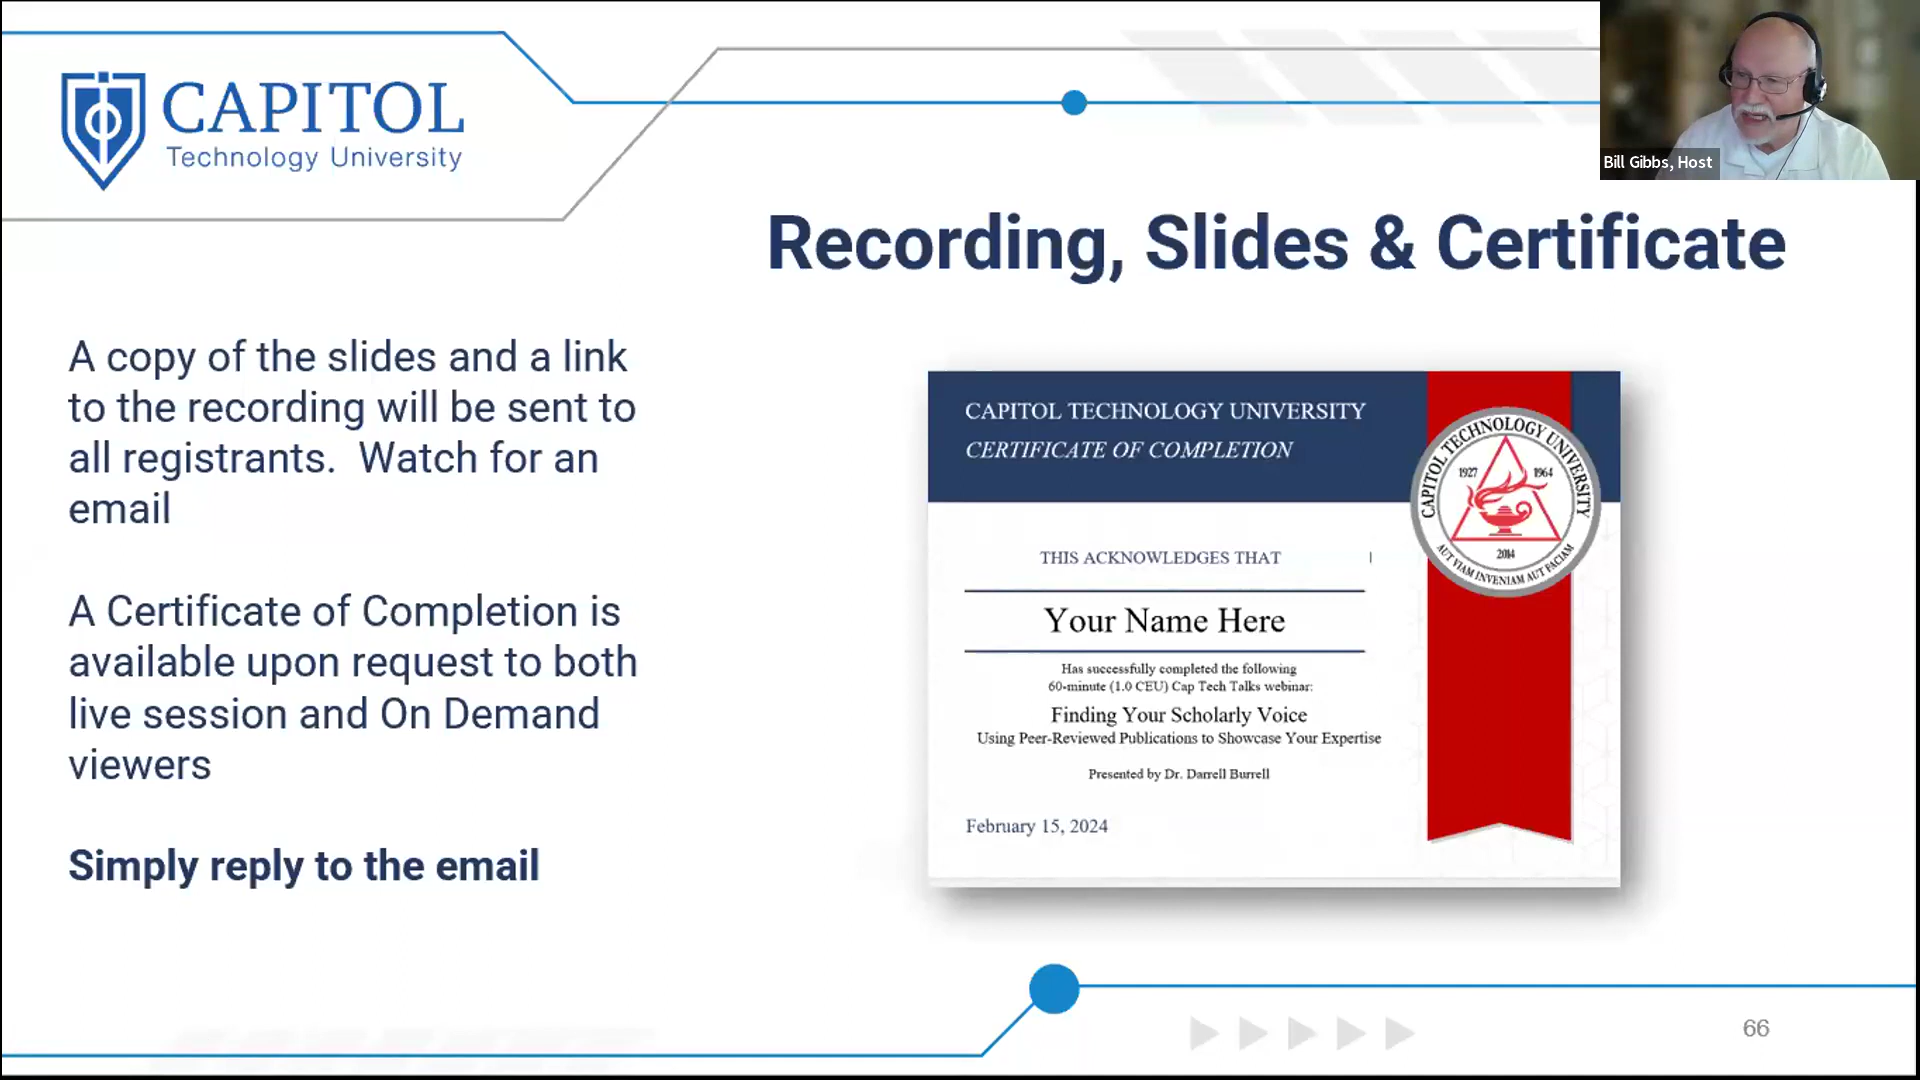 CAPITOL
Technology University
Bill Gibbs, Host
Recording, Slides & Certificate
A copy of the slides and a link
to the recording will be sent to
all registrants.  Watch for an
email
A Certificate of Completion is
available upon request to both
live session and On Demand
viewers
Simply reply to the email
CAPITOL TECHNOLOGY UNIVERSITY
CERTIFICATE OF COMPLETION
CAPITOL TECHNOLOGY UNIVERSITY
1927
1964
2014
AUT VIAM INVENIAM AUT FACIAM
THIS ACKNOWLEDGES THAT
Your Name Here
Has successfully completed the following
60-minute (1.0 CEU) Cap Tech Talks webinar:
Finding Your Scholarly Voice
Using Peer-Reviewed Publications to Showcase Your Expertise
Presented by Dr. Darrell Burrell
February 15, 2024
66